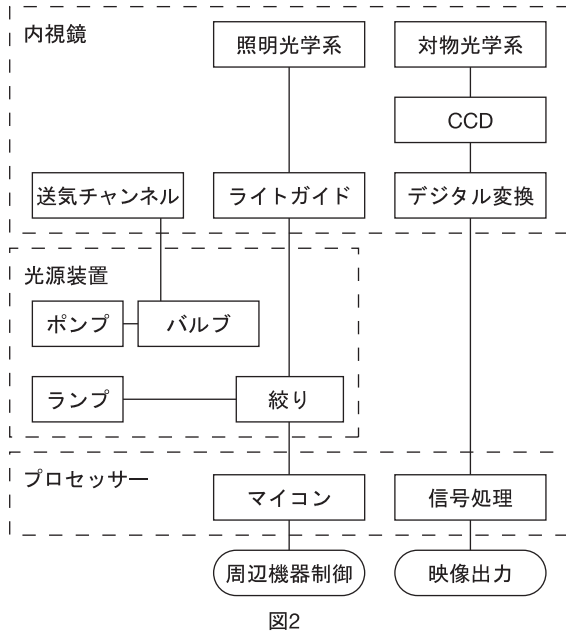 内視鏡
照明光学系
対物光学系
CCD
送気チャンネル
ライトガイド
デジタル変換
光源装置
ポンプ
バルブ
ランプ
絞り
プロセッサー
マイコン
信号処理
周辺機器制御
映像出力
図2